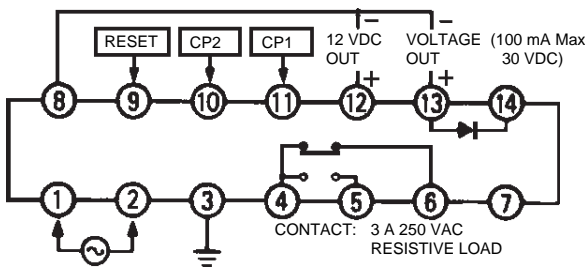 RESET CP2 CP1 12 VDC VOLTAGE (100 mA Max
OUT OUT 30 VDC)
− −
+ +
8 9 10 11 12 13 14
1 2 3 4 5 6 7
CONTACT: 3 A 250 VAC
RESISTIVE LOAD